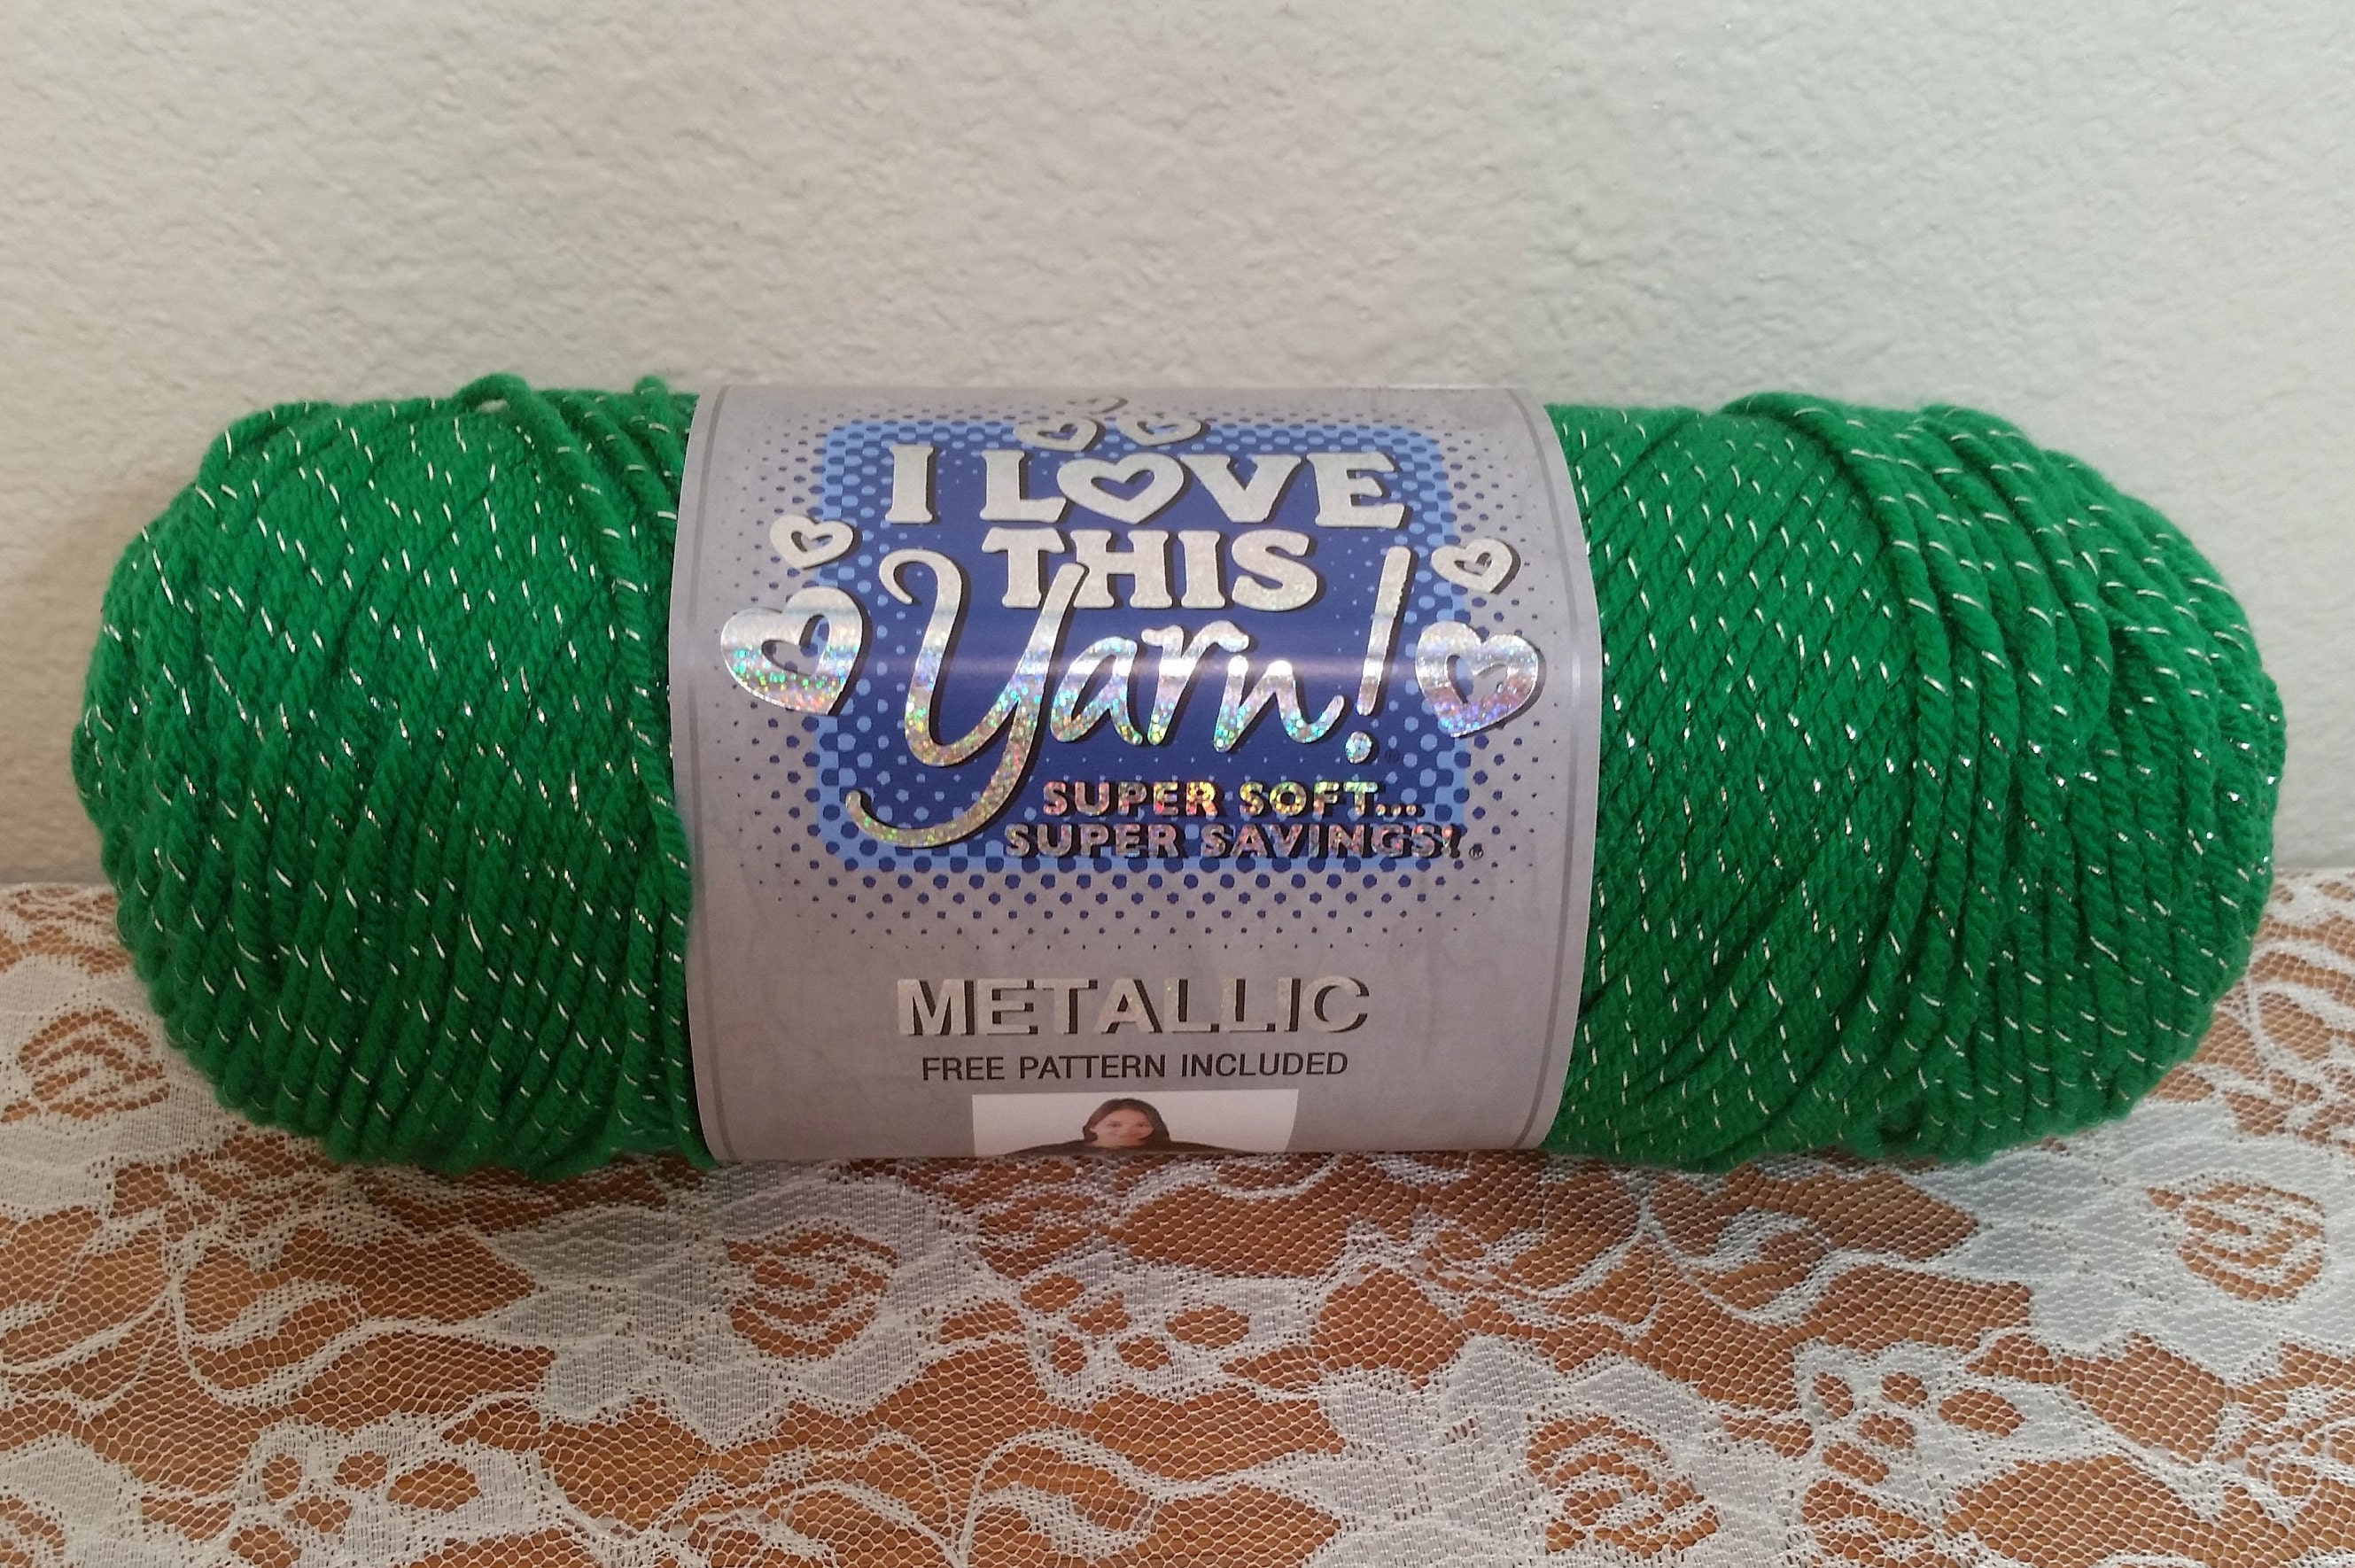 I LOVE
THIS
Yarn!
SUPER SOFT...
SUPER SAVINGS!®
METALLIC
FREE PATTERN INCLUDED